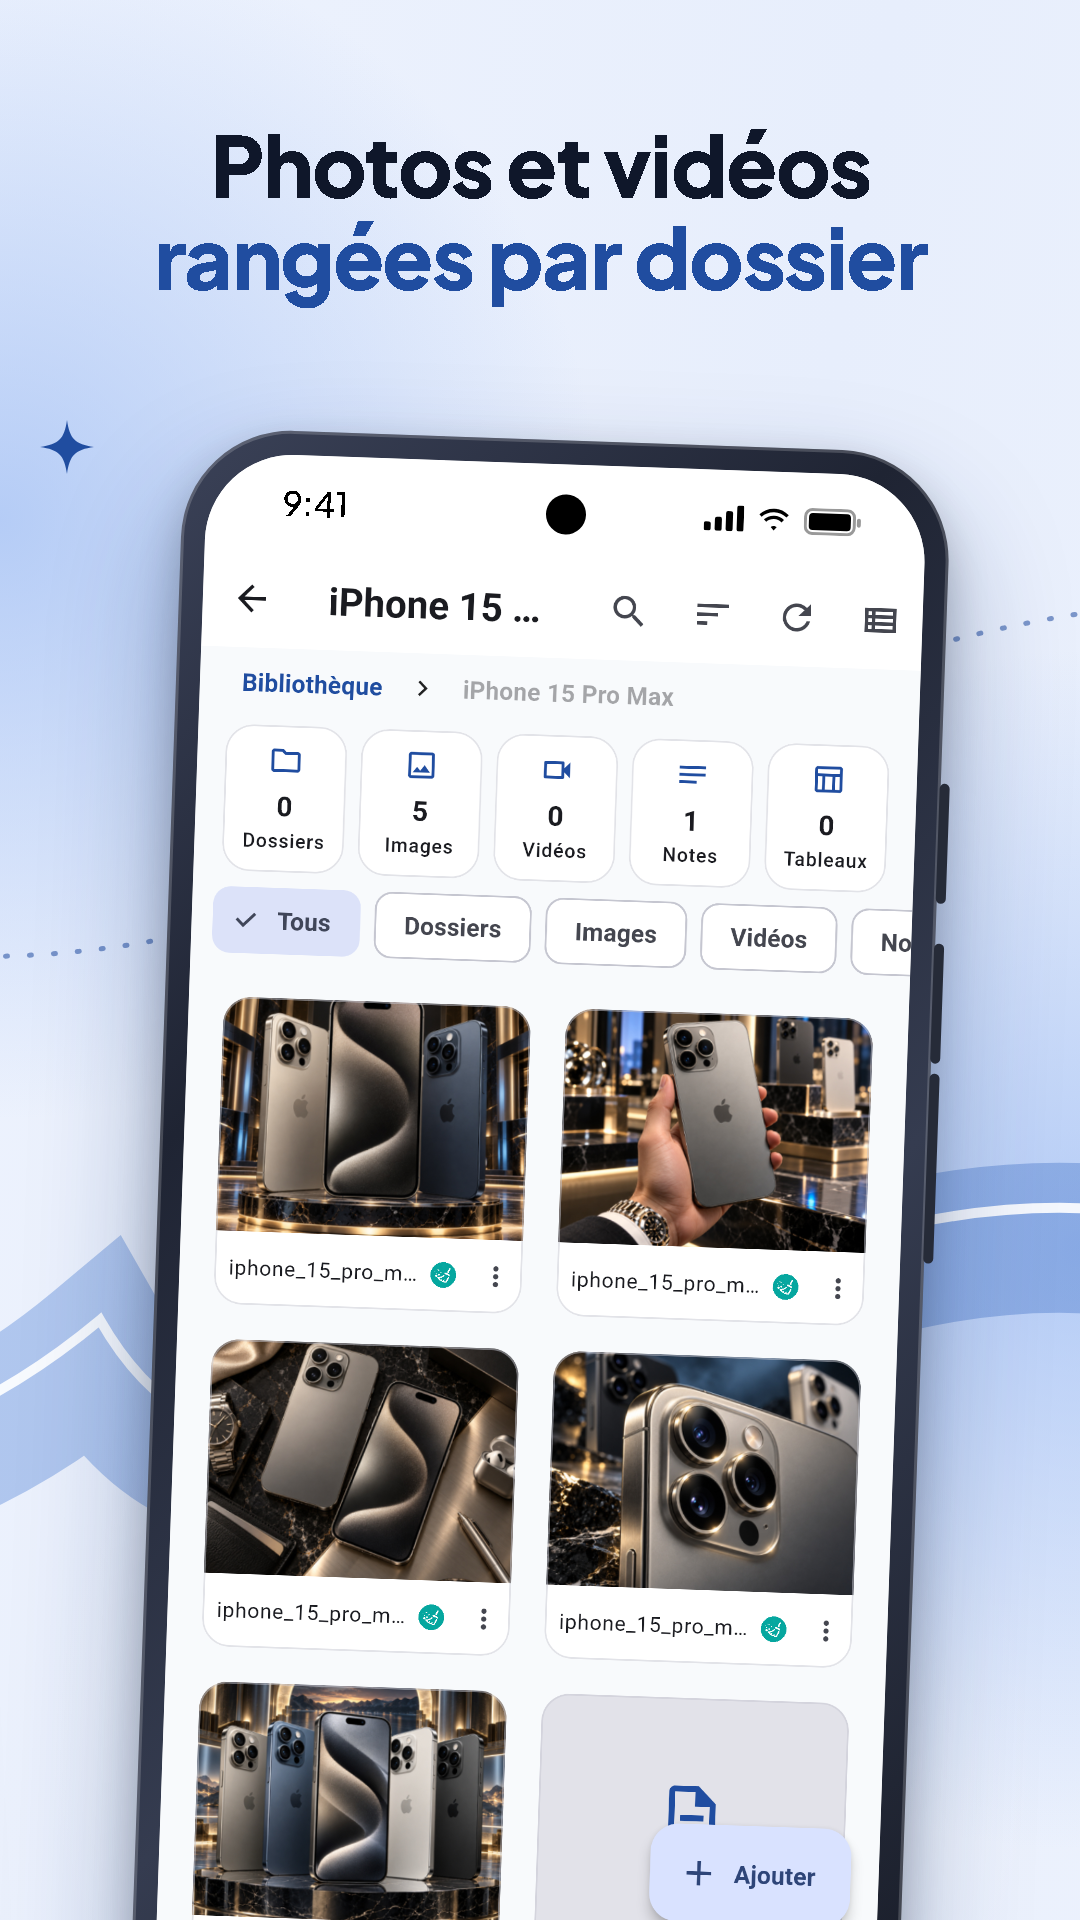 Photos et vidéos
rangées par dossier
9:41
iPhone 15 ...
Bibliothèque > iPhone 15 Pro Max
0 5 0 1 0
Dossiers Images Vidéos Notes Tableaux
Tous Dossiers Images Vidéos No
iphone_15_pro_m... iphone_15_pro_m...
iphone_15_pro_m... iphone_15_pro_m...
+ Ajouter